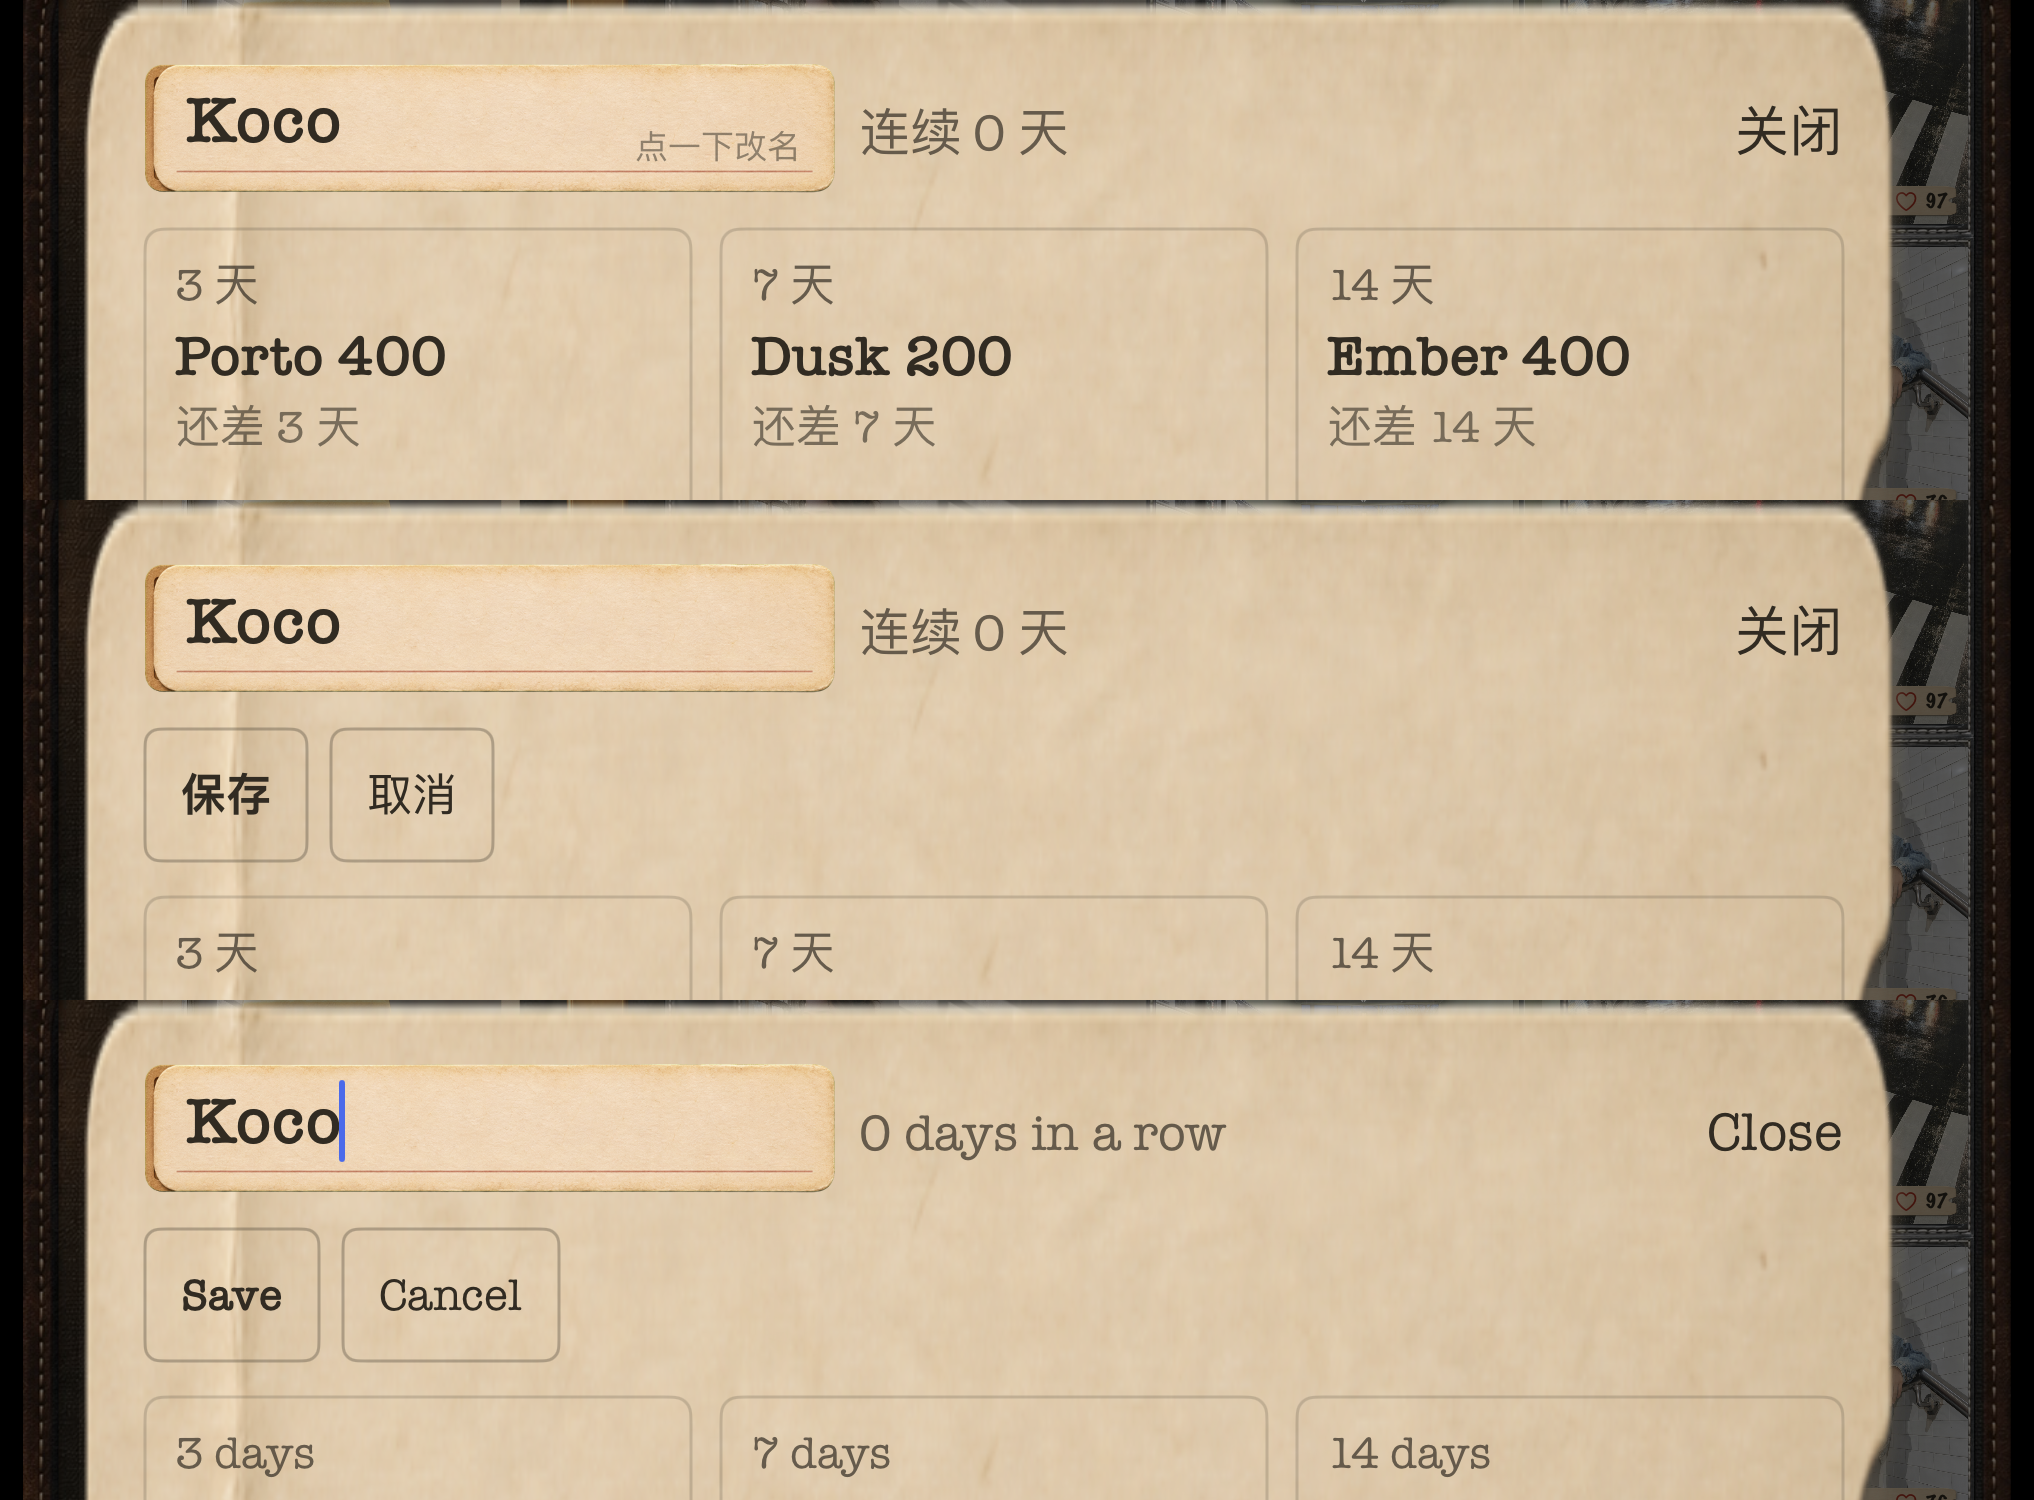 Koco
点一下改名
连续 0 天
关闭
97
3 天
7 天
14 天
Porto 400
Dusk 200
Ember 400
还差 3 天
还差 7 天
还差 14 天
Koco
连续 0 天
关闭
97
保存
取消
3 天
7 天
14 天
Koco
0 days in a row
Close
97
Save
Cancel
3 days
7 days
14 days